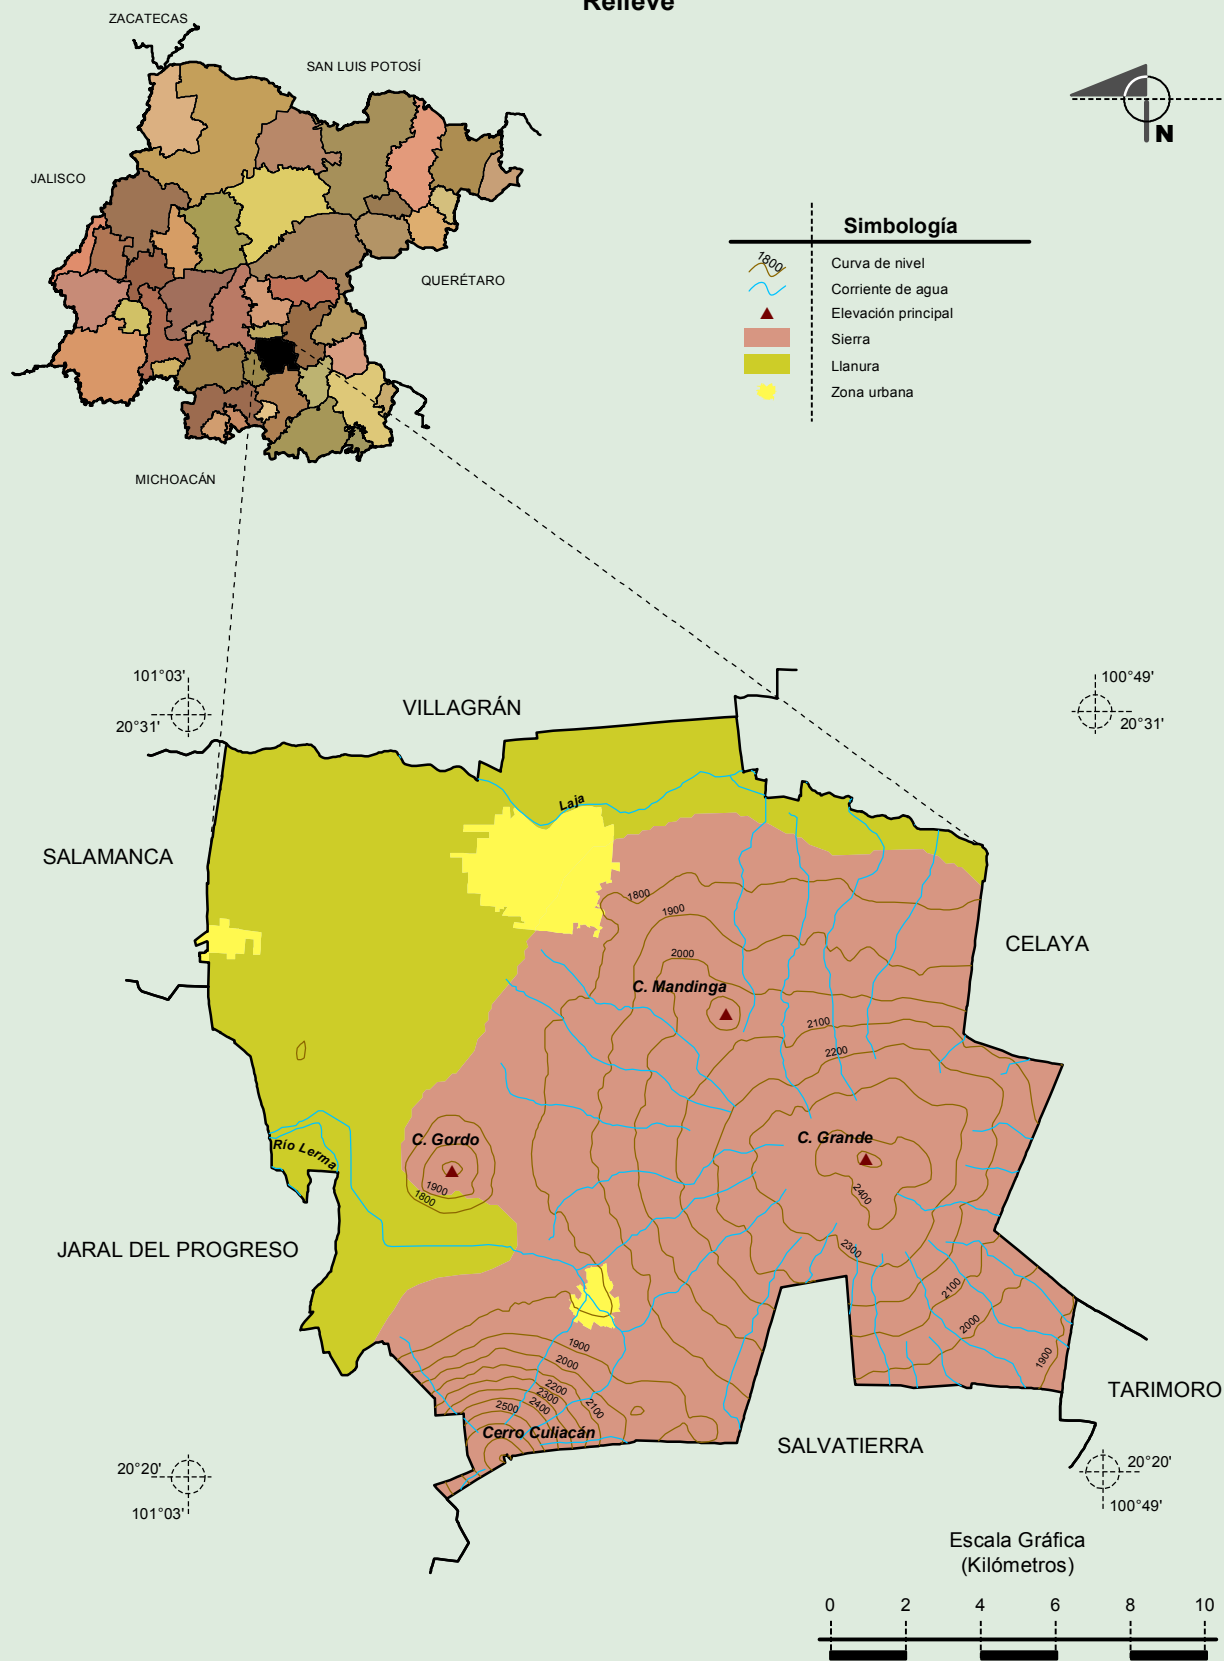 Relieve
ZACATECAS
SAN LUIS POTOSÍ
N
JALISCO
Simbología
1800
Curva de nivel
QUERÉTARO
Corriente de agua
Elevación principal
Sierra
Llanura
Zona urbana
MICHOACÁN
101°03'
100°49'
VILLAGRÁN
20°31'
20°31'
Laja
SALAMANCA
1800
1900
CELAYA
2000
C. Mandinga
2100
2200
C. Gordo
C. Grande
Río Lerma
1900
1800
2400
JARAL DEL PROGRESO
2300
2100
2000
1900
1900
2000
2200
2300
2400
2100
2500
TARIMORO
Cerro Culiacán
SALVATIERRA
20°20'
20°20'
101°03'
100°49'
Escala Gráfica
(Kilómetros)
0 2 4 6 8 10